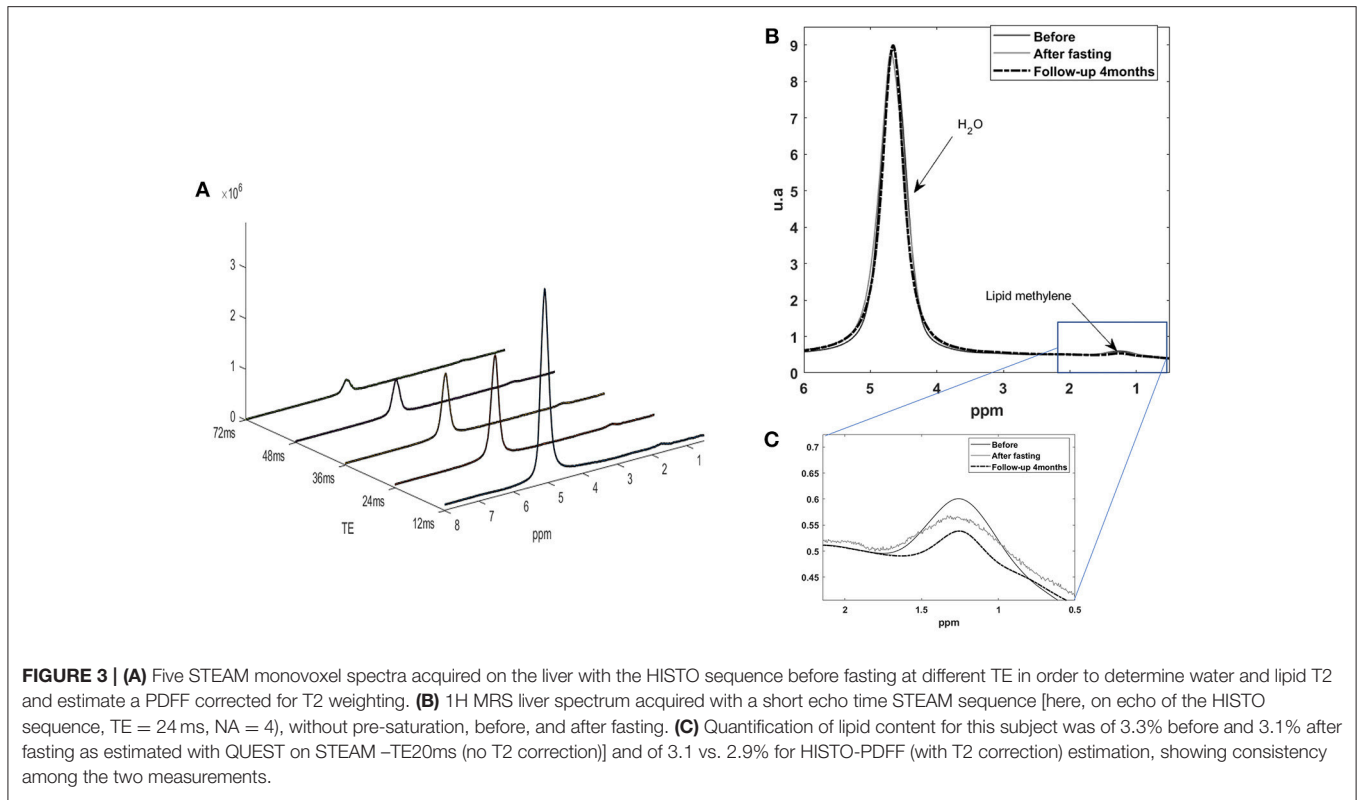 A
×10⁶
3
2
1
0
72ms
48ms
36ms
24ms
12ms
TE
8
7
6
5
4
3
2
1
ppm
B
Before
After fasting
Follow-up 4months
9
8
7
6
5
4
3
2
1
0
u.a
H₂O
Lipid methylene
6
5
4
3
2
1
ppm
C
Before
After fasting
Follow-up 4months
0.7
0.65
0.6
0.55
0.5
0.45
2
1.5
1
0.5
ppm
FIGURE 3 | (A) Five STEAM monovoxel spectra acquired on the liver with the HISTO sequence before fasting at different TE in order to determine water and lipid T2
and estimate a PDFF corrected for T2 weighting. (B) 1H MRS liver spectrum acquired with a short echo time STEAM sequence [here, on echo of the HISTO
sequence, TE = 24 ms, NA = 4), without pre-saturation, before, and after fasting. (C) Quantification of lipid content for this subject was of 3.3% before and 3.1% after
fasting as estimated with QUEST on STEAM –TE20ms (no T2 correction)] and of 3.1 vs. 2.9% for HISTO-PDFF (with T2 correction) estimation, showing consistency
among the two measurements.